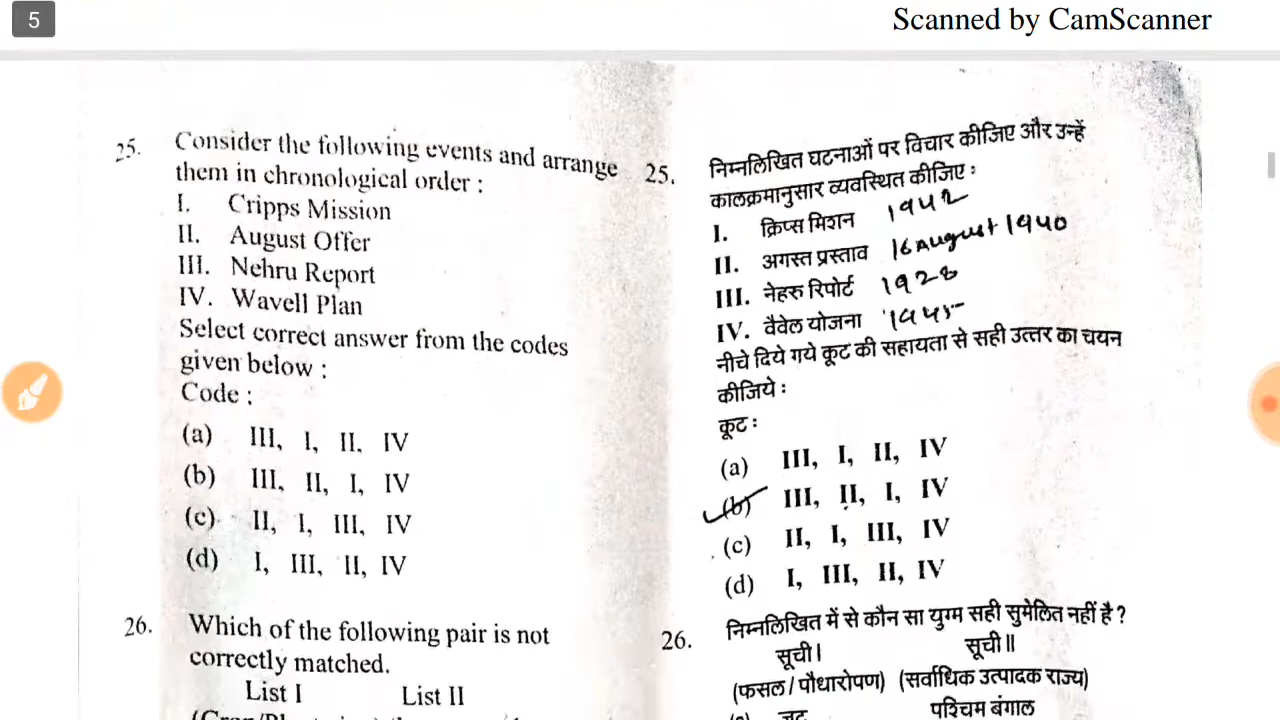 5
Scanned by CamScanner
25. Consider the following events and arrange
them in chronological order :
I. Cripps Mission
II. August Offer
III. Nehru Report
IV. Wavell Plan
Select correct answer from the codes
given below :
Code :
(a) III, I, II, IV
(b) III, II, I, IV
(c) II, I, III, IV
(d) I, III, II, IV
26. Which of the following pair is not
correctly matched.
List I List II
25. निम्नलिखित घटनाओं पर विचार कीजिए और उन्हें
कालक्रमानुसार व्यवस्थित कीजिए :
I. क्रिप्स मिशन 1942
II. अगस्त प्रस्ताव 16 August 1940
III. नेहरु रिपोर्ट 1928
IV. वैवेल योजना 1945
नीचे दिये गये कूट की सहायता से सही उत्तर का चयन
कीजिये :
कूट :
(a) III, I, II, IV
(b) III, II, I, IV
(c) II, I, III, IV
(d) I, III, II, IV
26. निम्नलिखित में से कौन सा युग्म सही सुमेलित नहीं है ?
सूची I सूची II
(फसल / पौधारोपण) (सर्वाधिक उत्पादक राज्य)
पश्चिम बंगाल